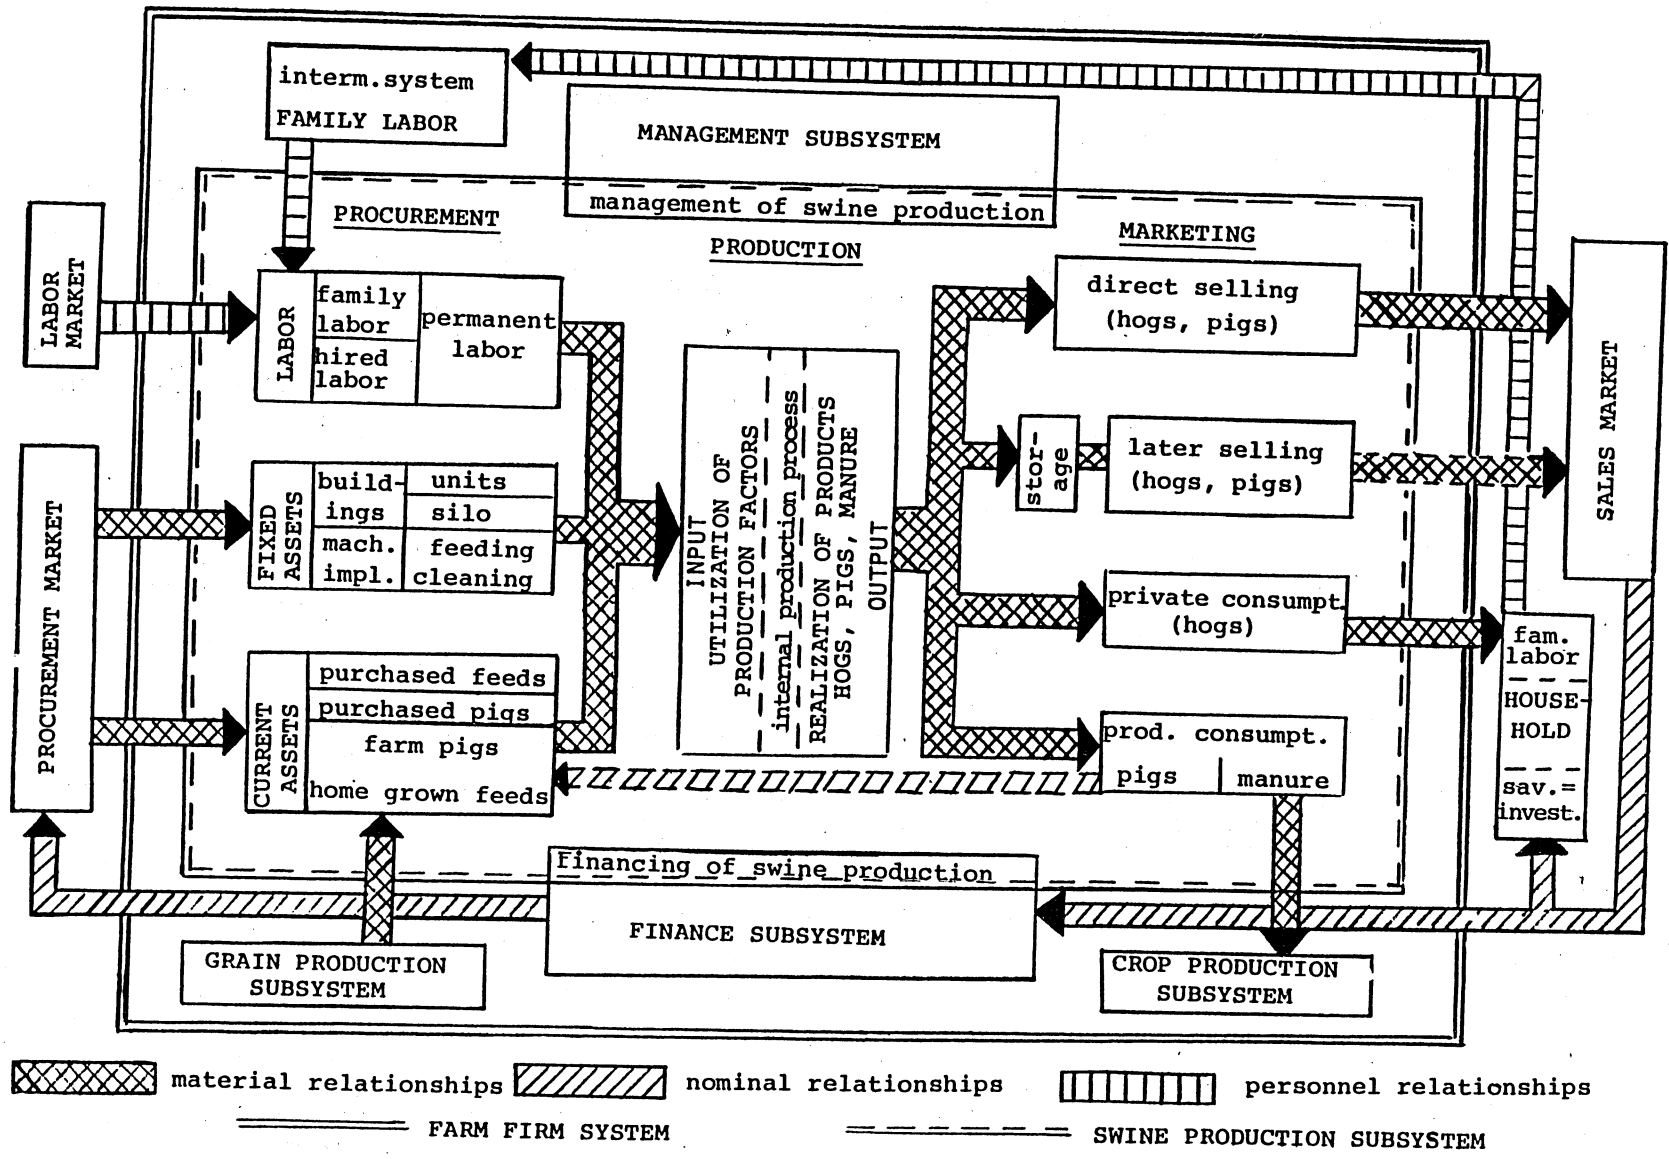 interm.system
FAMILY LABOR
MANAGEMENT SUBSYSTEM
management of swine production
PROCUREMENT
PRODUCTION
MARKETING
LABOR
MARKET
LABOR
family
labor
hired
labor
permanent
labor
direct selling
(hogs, pigs)
SALES MARKET
PROCUREMENT MARKET
FIXED
ASSETS
build-
ings
mach.
impl.
units
silo
feeding
cleaning
INPUT
UTILIZATION OF
PRODUCTION FACTORS
internal production process
REALIZATION OF PRODUCTS
HOGS, PIGS, MANURE
OUTPUT
stor-
age
later selling
(hogs, pigs)
private consumpt.
(hogs)
fam.
labor
HOUSE-
HOLD
sav.=
invest.
CURRENT
ASSETS
purchased feeds
purchased pigs
farm pigs
home grown feeds
prod. consumpt.
pigs
manure
Financing of swine production
FINANCE SUBSYSTEM
GRAIN PRODUCTION
SUBSYSTEM
CROP PRODUCTION
SUBSYSTEM
material relationships
nominal relationships
personnel relationships
FARM FIRM SYSTEM
SWINE PRODUCTION SUBSYSTEM